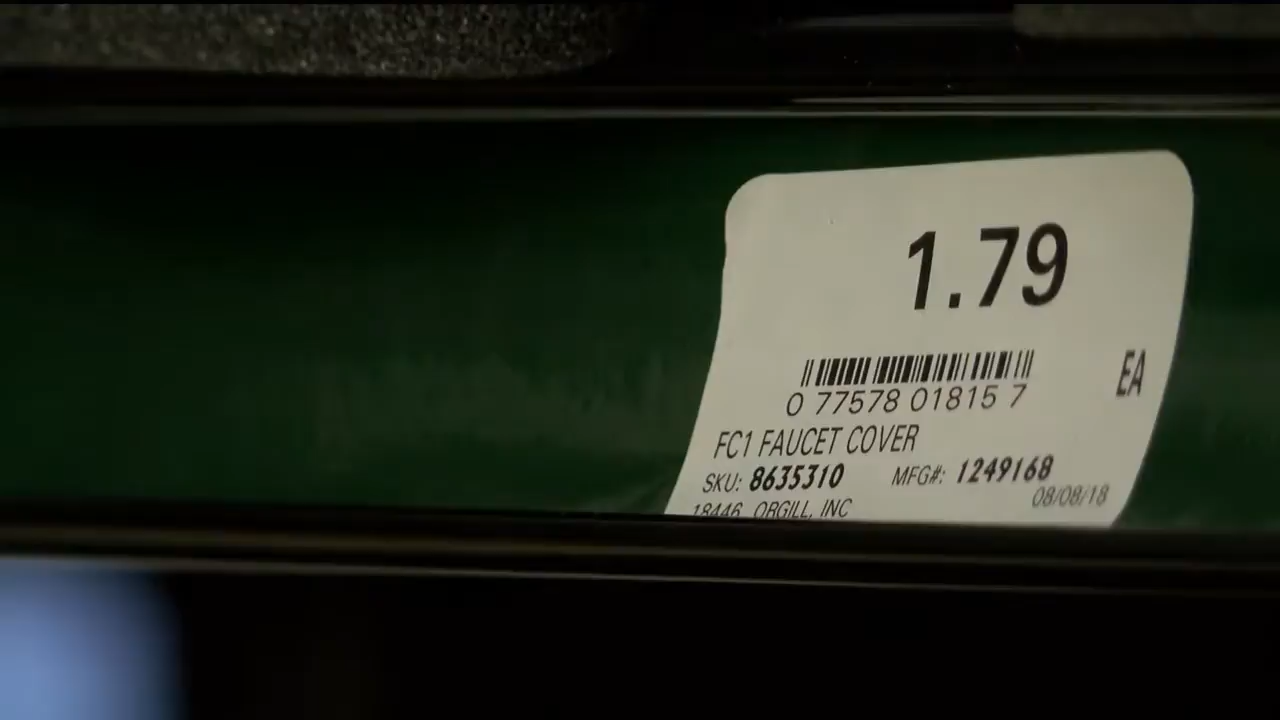 1.79
EA
0 77578 01815 7
FC1 FAUCET COVER
SKU: 8635310 MFG#: 1249168
08/08/18
18446 ORGILL, INC